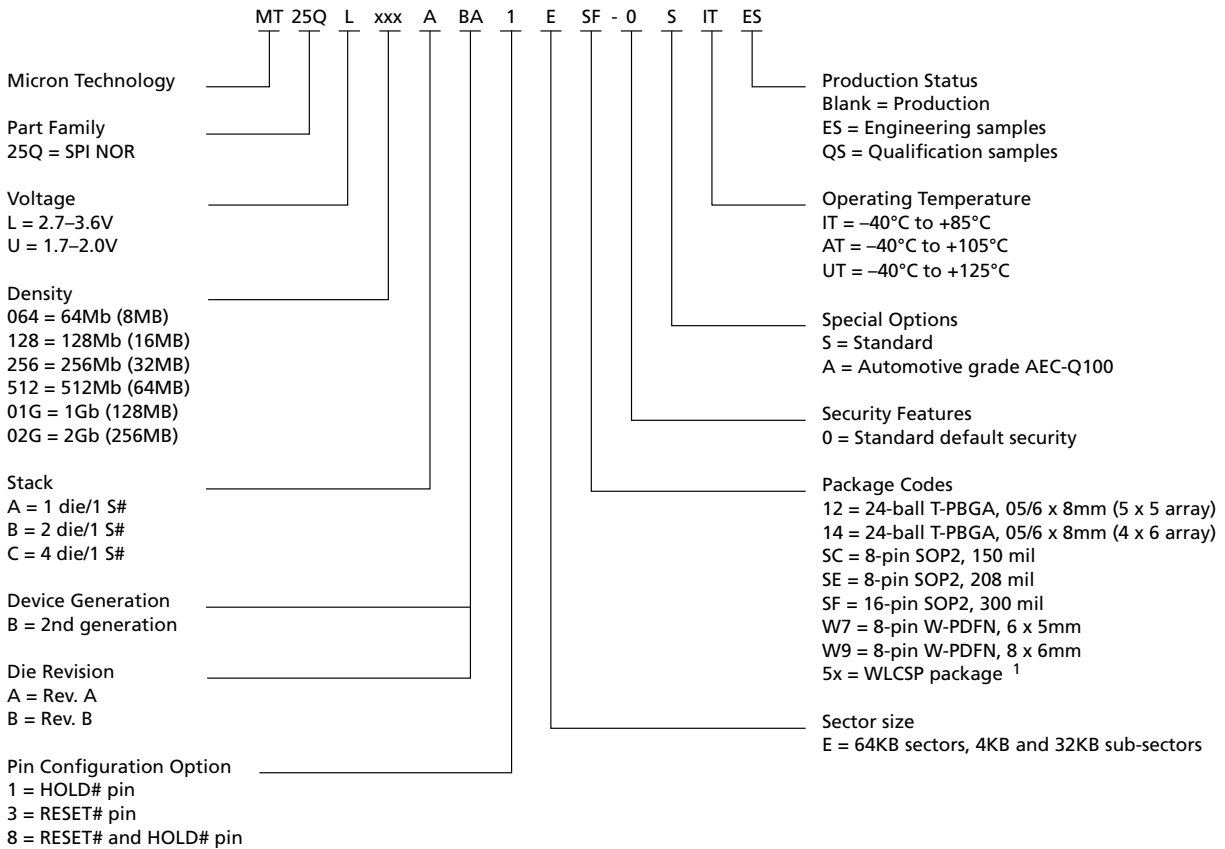 MT 25Q L xxx A BA 1 E SF - 0 S IT ES
Micron Technology
Part Family
25Q = SPI NOR
Voltage
L = 2.7–3.6V
U = 1.7–2.0V
Density
064 = 64Mb (8MB)
128 = 128Mb (16MB)
256 = 256Mb (32MB)
512 = 512Mb (64MB)
01G = 1Gb (128MB)
02G = 2Gb (256MB)
Stack
A = 1 die/1 S#
B = 2 die/1 S#
C = 4 die/1 S#
Device Generation
B = 2nd generation
Die Revision
A = Rev. A
B = Rev. B
Pin Configuration Option
1 = HOLD# pin
3 = RESET# pin
8 = RESET# and HOLD# pin
Production Status
Blank = Production
ES = Engineering samples
QS = Qualification samples
Operating Temperature
IT = –40°C to +85°C
AT = –40°C to +105°C
UT = –40°C to +125°C
Special Options
S = Standard
A = Automotive grade AEC-Q100
Security Features
0 = Standard default security
Package Codes
12 = 24-ball T-PBGA, 05/6 x 8mm (5 x 5 array)
14 = 24-ball T-PBGA, 05/6 x 8mm (4 x 6 array)
SC = 8-pin SOP2, 150 mil
SE = 8-pin SOP2, 208 mil
SF = 16-pin SOP2, 300 mil
W7 = 8-pin W-PDFN, 6 x 5mm
W9 = 8-pin W-PDFN, 8 x 6mm
5x = WLCSP package 1
Sector size
E = 64KB sectors, 4KB and 32KB sub-sectors